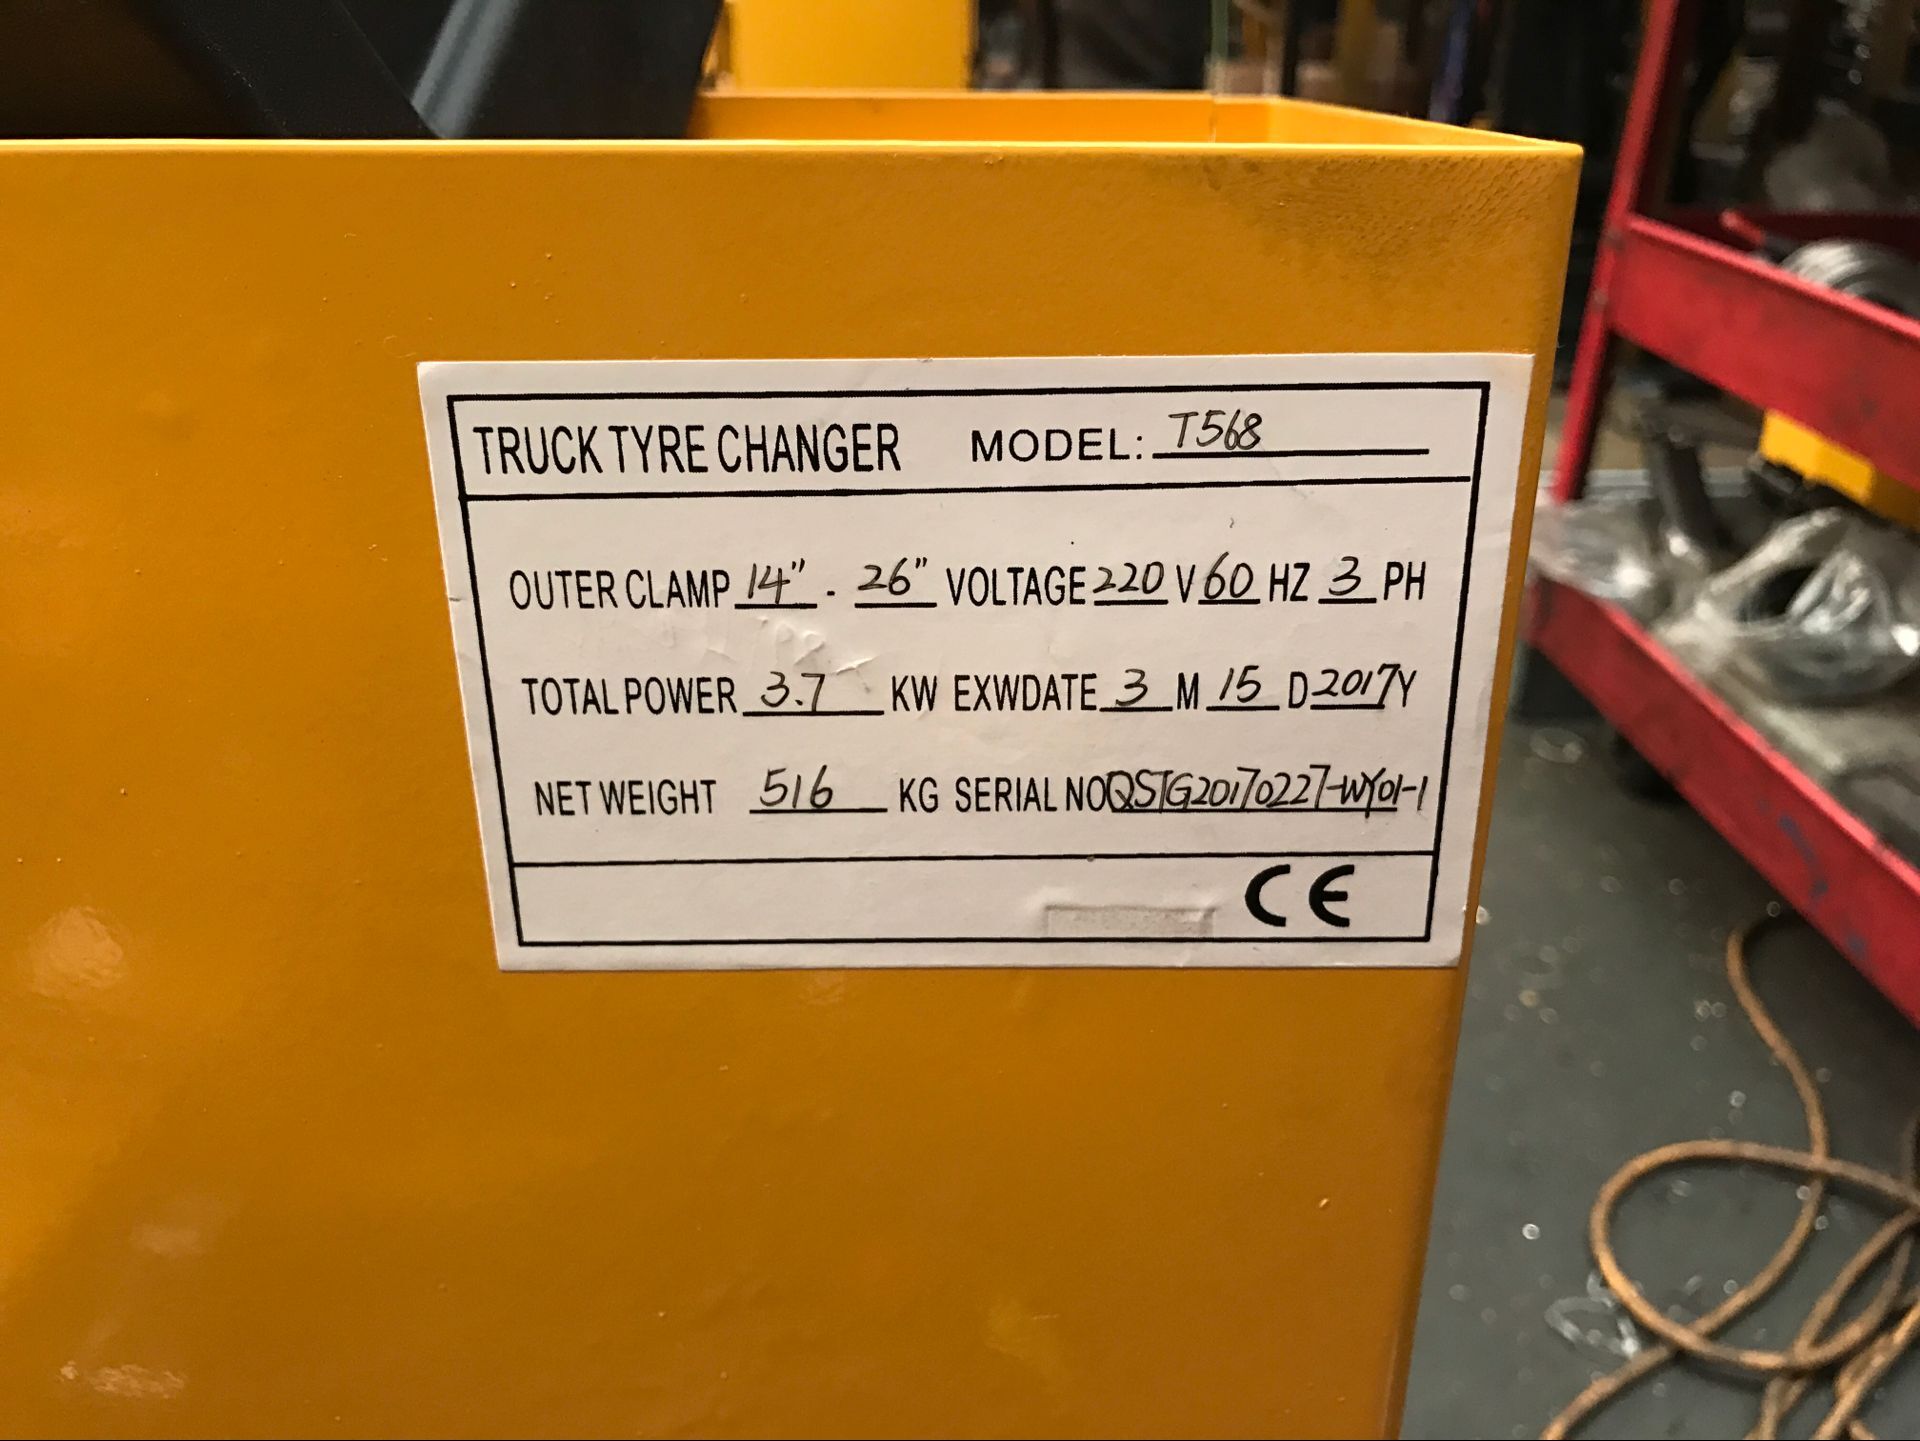 TRUCK TYRE CHANGER MODEL: T568
OUTER CLAMP 14" - 26" VOLTAGE 220 V 60 HZ 3 PH
TOTAL POWER 3.7 KW EXWDATE 3 M 15 D 2017 Y
NET WEIGHT 516 KG SERIAL NO QSTG20170227-WY01-1
CE